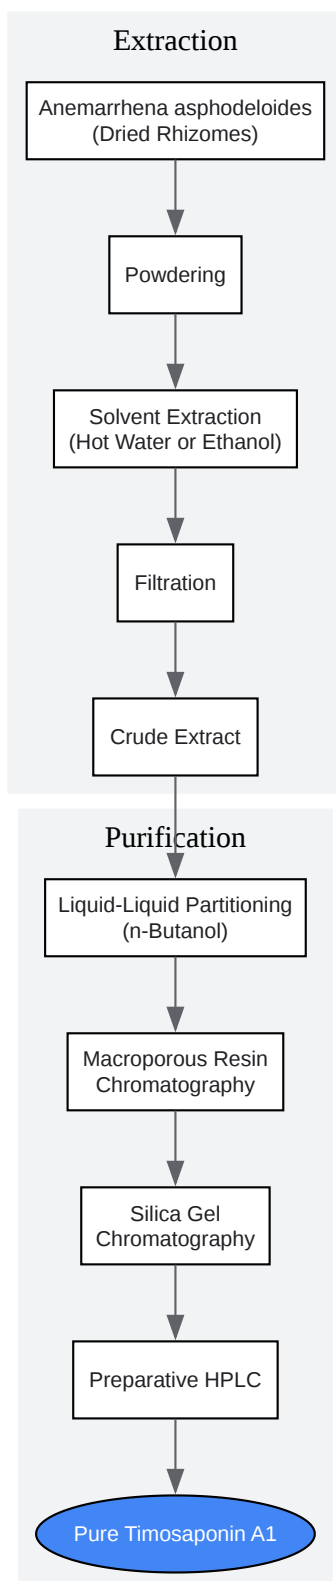 Extraction
Anemarrhena asphodeloides
(Dried Rhizomes)
Powdering
Solvent Extraction
(Hot Water or Ethanol)
Filtration
Crude Extract
Purification
Liquid-Liquid Partitioning
(n-Butanol)
Macroporous Resin
Chromatography
Silica Gel
Chromatography
Preparative HPLC
Pure Timosaponin A1